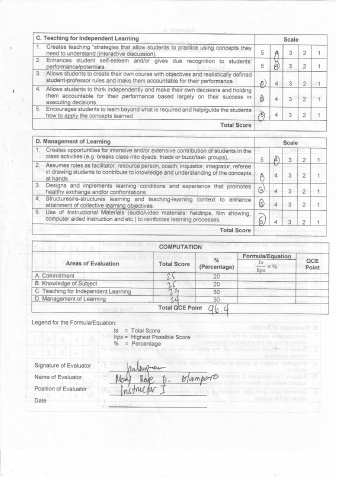 C. Teaching for Independent Learning Scale
1. Creates teaching strategies that allow students to practice using concepts they need to understand (interactive discussion). 5 4 3 2 1
2. Enhances student self-esteem and/or gives due recognition to students' performance/potentials. 5 4 3 2 1
3. Allows students to create their own course with objectives and realistically defined student-professor rules and make them accountable for their performance. 5 4 3 2 1
4. Allows students to think independently and make their own decisions and holding them accountable for their performance based largely on their success in executing decisions. 5 4 3 2 1
5. Encourages students to learn beyond what is required and help/guide the students how to apply the concepts learned 5 4 3 2 1
Total Score
D. Management of Learning Scale
1. Creates opportunities for intensive and/or extensive contribution of students in the class activities (e.g. breaks class into dyads, triads or buzz/task groups). 5 4 3 2 1
2. Assumes roles as facilitator, resource person, coach, inquisitor, integrator, referee in drawing students to contribute to knowledge and understanding of the concepts at hands. 4 3 2 1
3. Designs and implements learning conditions and experience that promotes healthy exchange and/or confrontations. 5 4 3 2 1
4. Structures/re-structures learning and teaching-learning context to enhance attainment of collective learning objectives. 5 4 3 2 1
5. Use of Instructional Materials (audio/video materials: fieldtrips, film showing, computer aided instruction and etc.) to reinforces learning processes. 5 4 3 2 1
Total Score
COMPUTATION
Areas of Evaluation Total Score % (Percentage) Formula/Equation ts/hps x % QCE Point
A. Commitment 25 20
B. Knowledge of Subject 25 20
C. Teaching for Independent Learning 30
D. Management of Learning 24 30
Total QCE Point 96.4
Legend for the Formula/Equation:
ts = Total Score
hps = Highest Possible Score
% = Percentage
Signature of Evaluator
Name of Evaluator Rose B.
Position of Evaluator Instructor I
Date